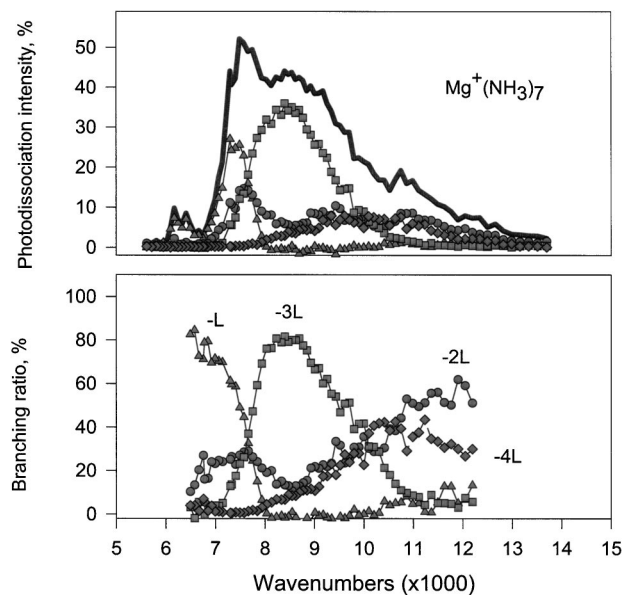 Photodissociation intensity, %
50
40
30
20
10
0
Mg⁺(NH₃)₇
Branching ratio, %
100
80
60
40
20
0
-L
-3L
-2L
-4L
5 6 7 8 9 10 11 12 13 14 15
Wavenumbers (x1000)